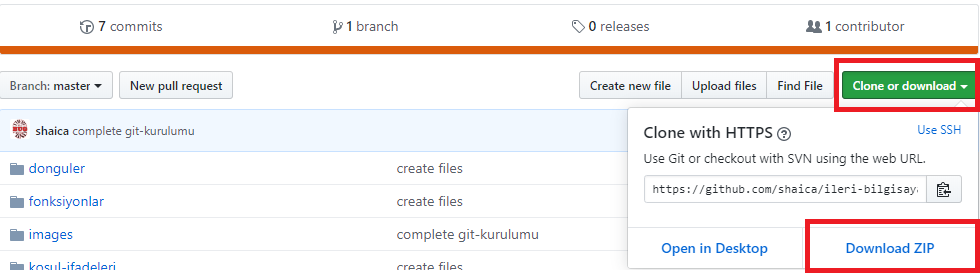 7 commits 1 branch 0 releases 1 contributor
Branch: master New pull request Create new file Upload files Find File Clone or download
shaica complete git-kurulumu
donguler create files
fonksiyonlar create files
images complete git-kurulumu
kosul-ifadeleri create files
Clone with HTTPS ? Use SSH
Use Git or checkout with SVN using the web URL.
https://github.com/shaica/ileri-bilgisaya
Open in Desktop Download ZIP